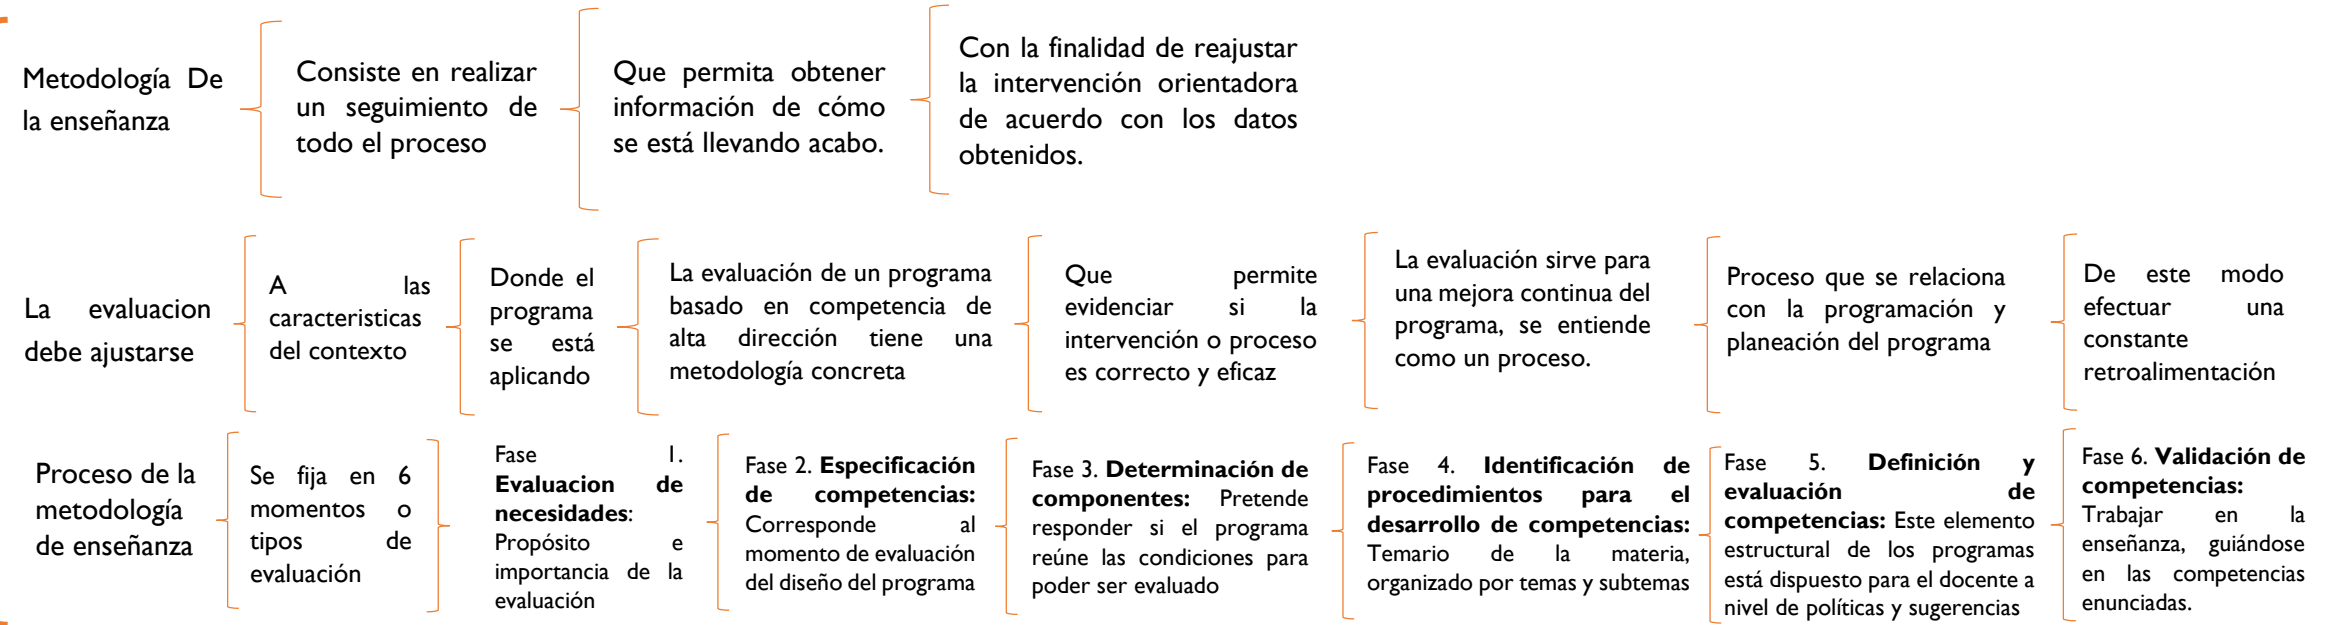 Metodología De
la enseñanza
Consiste en realizar
un seguimiento de
todo el proceso
Que permita obtener
información de cómo
se está llevando acabo.
Con la finalidad de reajustar
la intervención orientadora
de acuerdo con los datos
obtenidos.
La evaluacion
debe ajustarse
A las
caracteristicas
del contexto
Donde el
programa
se está
aplicando
La evaluación de un programa
basado en competencia de
alta dirección tiene una
metodología concreta
Que permite
evidenciar si la
intervención o proceso
es correcto y eficaz
La evaluación sirve para
una mejora continua del
programa, se entiende
como un proceso.
Proceso que se relaciona
con la programación y
planeación del programa
De este modo
efectuar una
constante
retroalimentación
Proceso de la
metodología
de enseñanza
Se fija en 6
momentos o
tipos de
evaluación
Fase 1.
Evaluacion de
necesidades:
Propósito e
importancia de la
evaluación
Fase 2. Especificación
de competencias:
Corresponde al
momento de evaluación
del diseño del programa
Fase 3. Determinación de
componentes: Pretende
responder si el programa
reúne las condiciones para
poder ser evaluado
Fase 4. Identificación de
procedimientos para el
desarrollo de competencias:
Temario de la materia,
organizado por temas y subtemas
Fase 5. Definición y
evaluación de
competencias: Este elemento
estructural de los programas
está dispuesto para el docente a
nivel de políticas y sugerencias
Fase 6. Validación de
competencias:
Trabajar en la
enseñanza, guiándose
en las competencias
enunciadas.